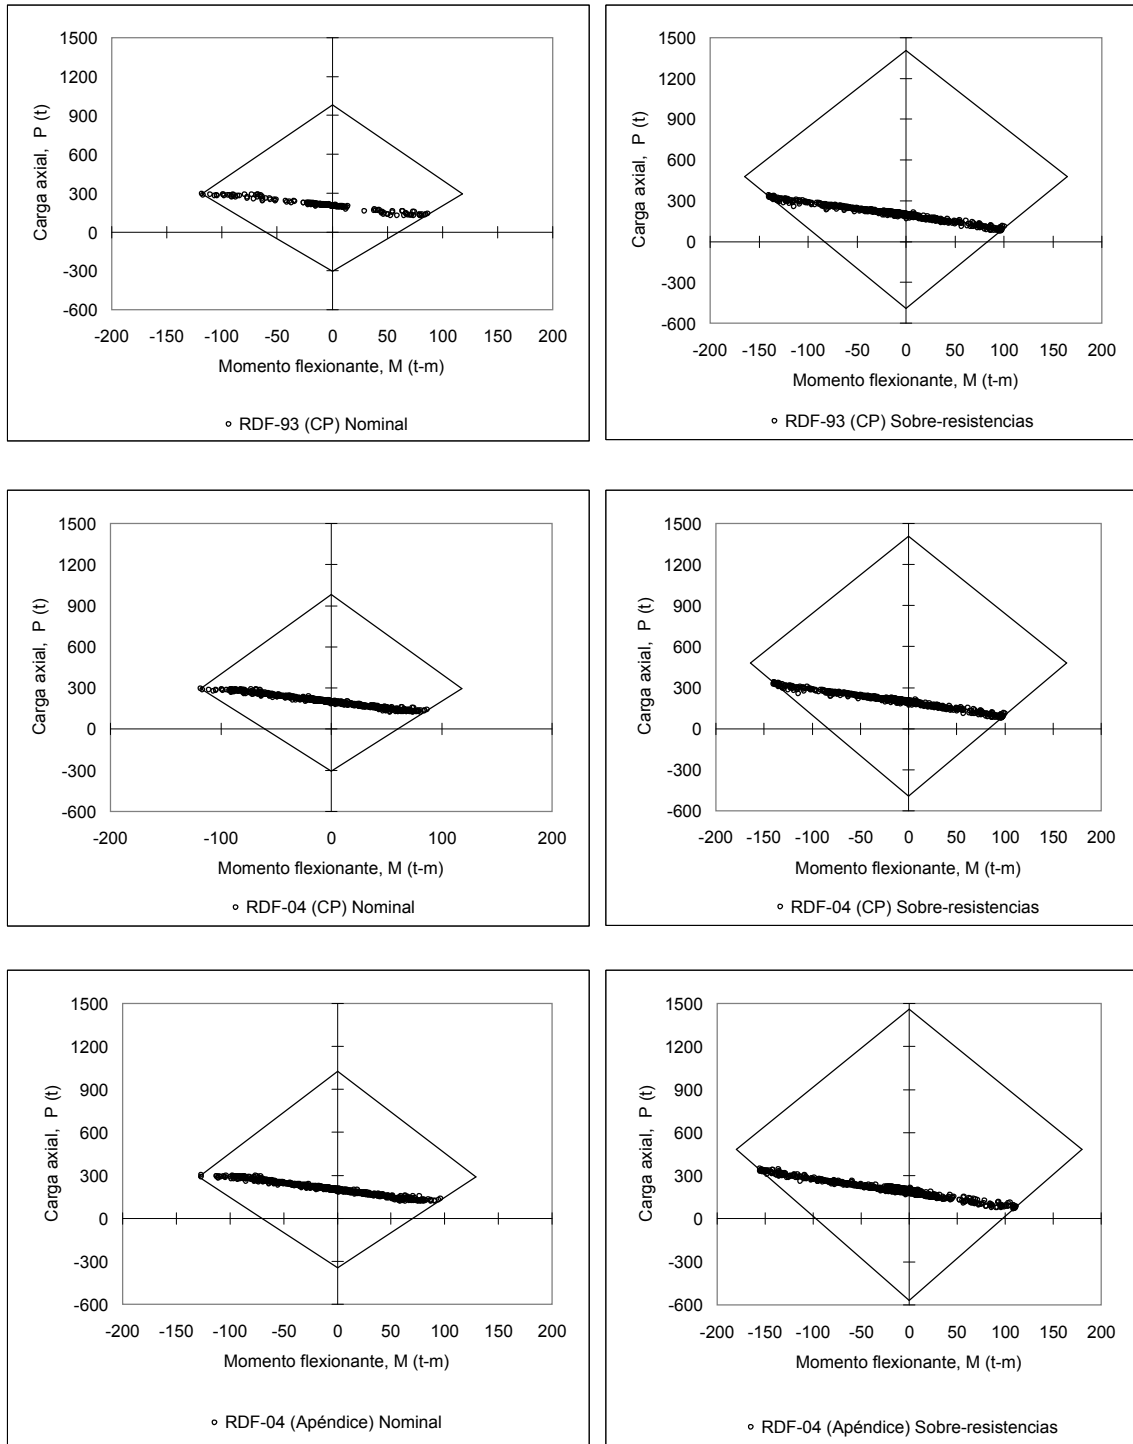 1500
1200
900
600
300
0
-300
-600
Carga axial, P (t)
-200 -150 -100 -50 0 50 100 150 200
Momento flexionante, M (t-m)
RDF-93 (CP) Nominal
1500
1200
900
600
300
0
-300
-600
Carga axial, P (t)
-200 -150 -100 -50 0 50 100 150 200
Momento flexionante, M (t-m)
RDF-93 (CP) Sobre-resistencias
1500
1200
900
600
300
0
-300
-600
Carga axial, P (t)
-200 -100 0 100 200
Momento flexionante, M (t-m)
RDF-04 (CP) Nominal
1500
1200
900
600
300
0
-300
-600
Carga axial, P (t)
-200 -150 -100 -50 0 50 100 150 200
Momento flexionante, M (t-m)
RDF-04 (CP) Sobre-resistencias
1500
1200
900
600
300
0
-300
-600
Carga axial, P (t)
-200 -150 -100 -50 0 50 100 150 200
Momento flexionante, M (t-m)
RDF-04 (Apéndice) Nominal
1500
1200
900
600
300
0
-300
-600
Carga axial, P (t)
-200 -150 -100 -50 0 50 100 150 200
Momento flexionante, M (t-m)
RDF-04 (Apéndice) Sobre-resistencias